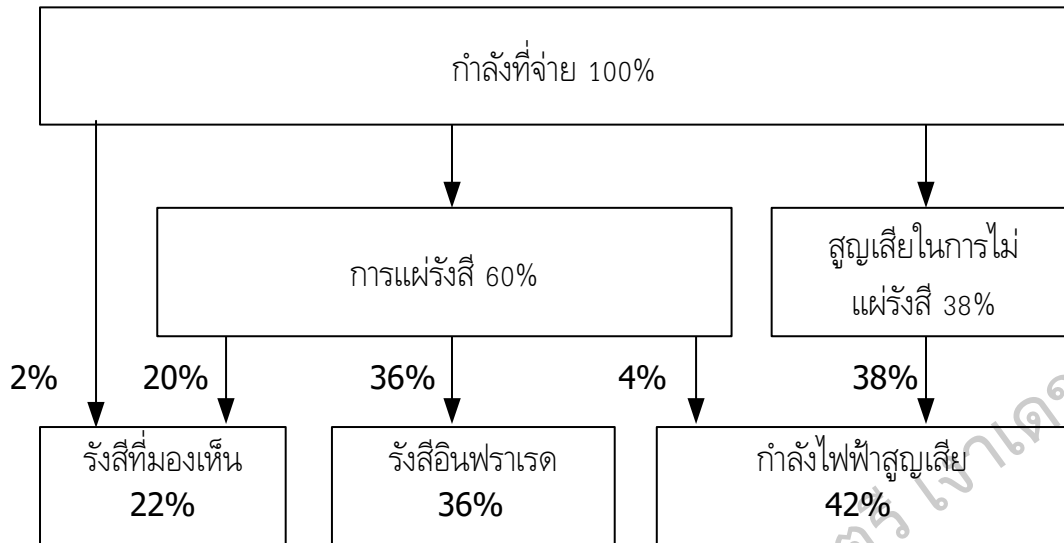 กำลังที่จ่าย 100%
การแผ่รังสี 60%
สูญเสียในการไม่
แผ่รังสี 38%
2%
20%
36%
4%
38%
รังสีที่มองเห็น
22%
รังสีอินฟราเรด
36%
กำลังไฟฟ้าสูญเสีย
42%